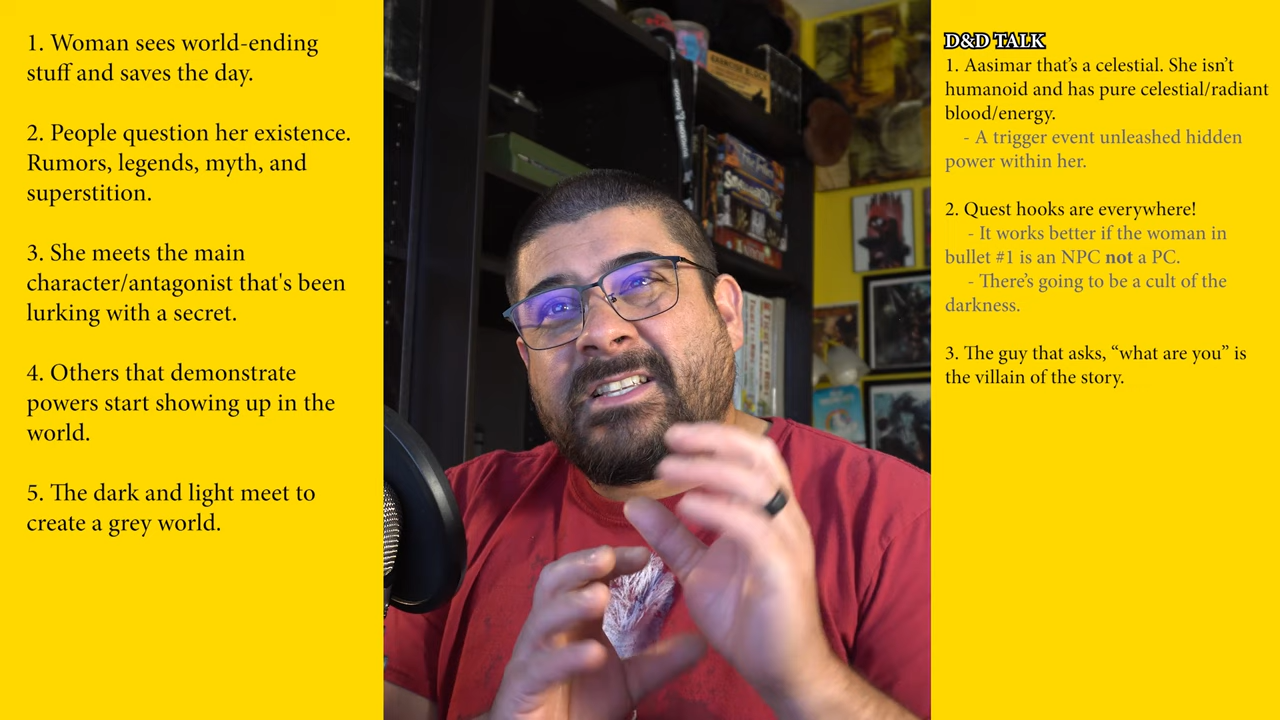 1. Woman sees world-ending
stuff and saves the day.
2. People question her existence.
Rumors, legends, myth, and
superstition.
3. She meets the main
character/antagonist that's been
lurking with a secret.
4. Others that demonstrate
powers start showing up in the
world.
5. The dark and light meet to
create a grey world.
D&D TALK
1. Aasimar that’s a celestial. She isn’t
humanoid and has pure celestial/radiant
blood/energy.
- A trigger event unleashed hidden
power within her.
2. Quest hooks are everywhere!
- It works better if the woman in
bullet #1 is an NPC not a PC.
- There’s going to be a cult of the
darkness.
3. The guy that asks, “what are you” is
the villain of the story.